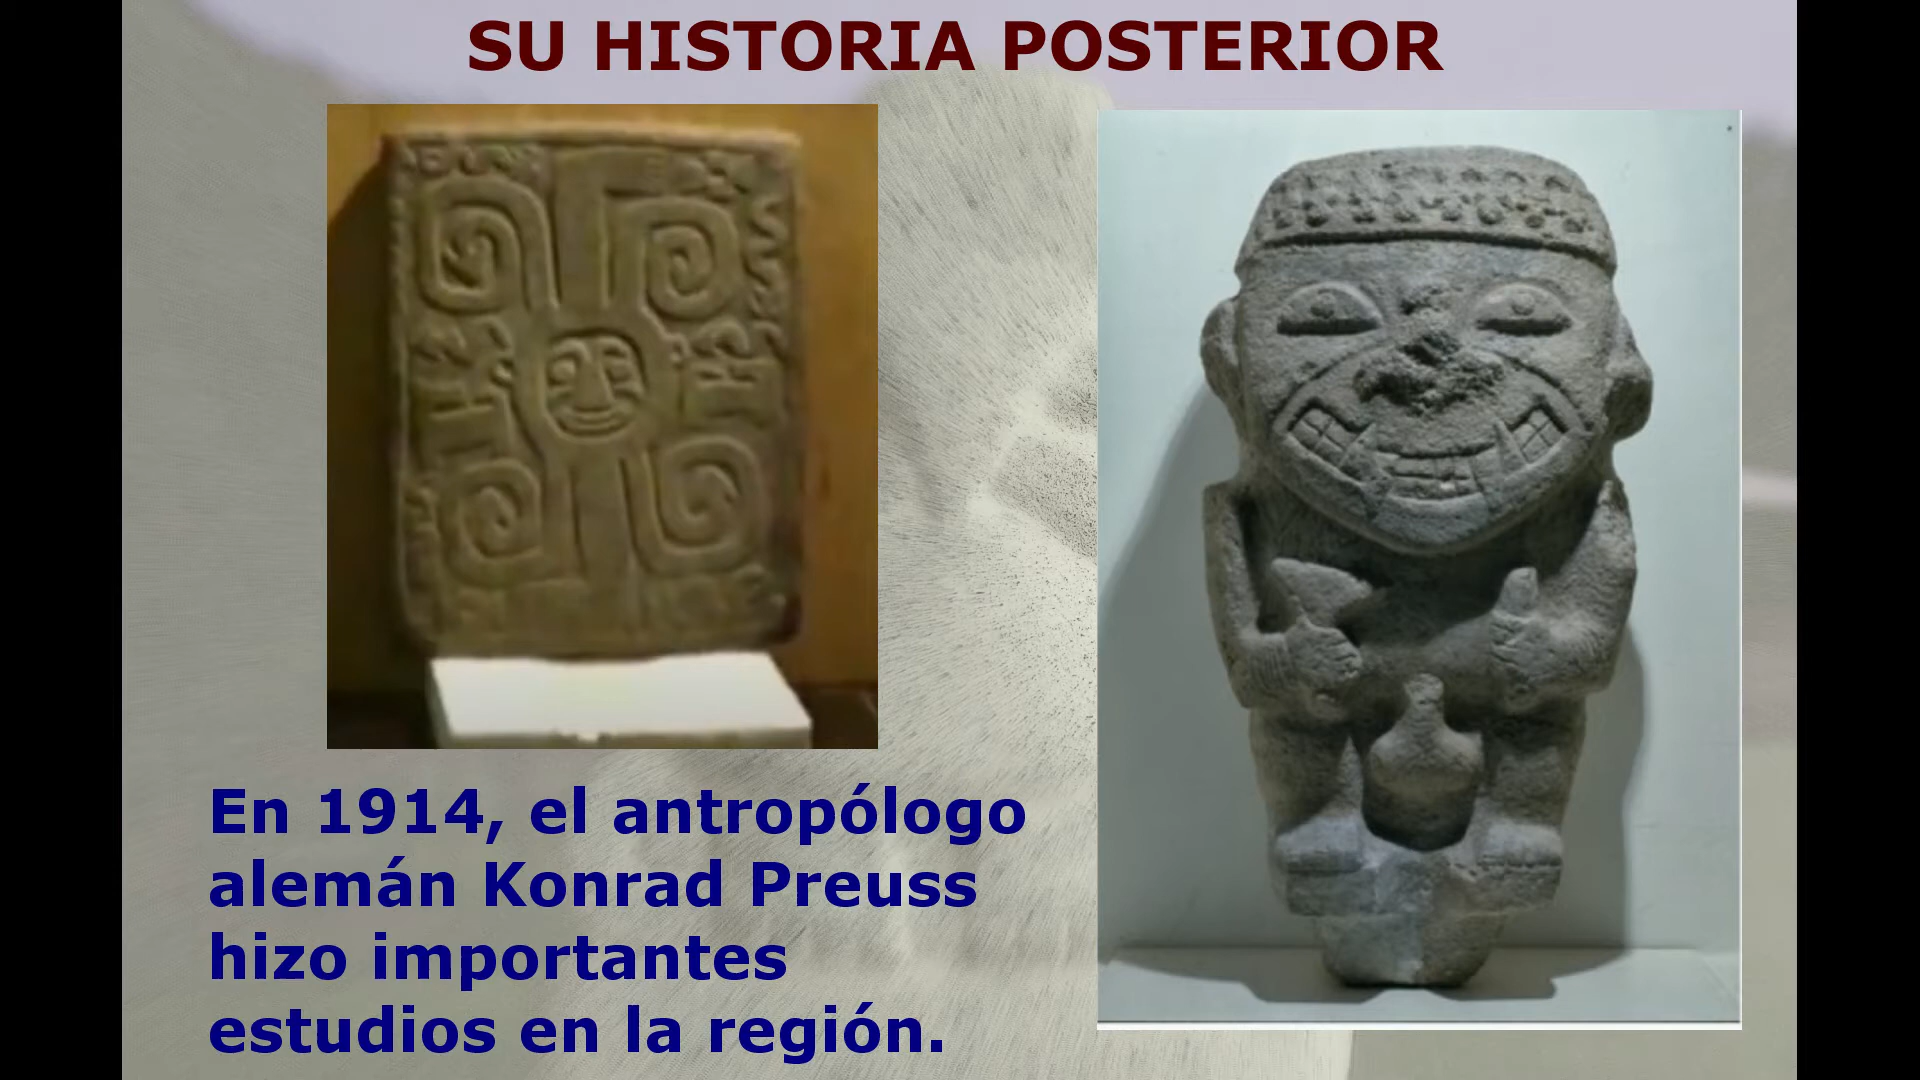 SU HISTORIA POSTERIOR
En 1914, el antropólogo
alemán Konrad Preuss
hizo importantes
estudios en la región.